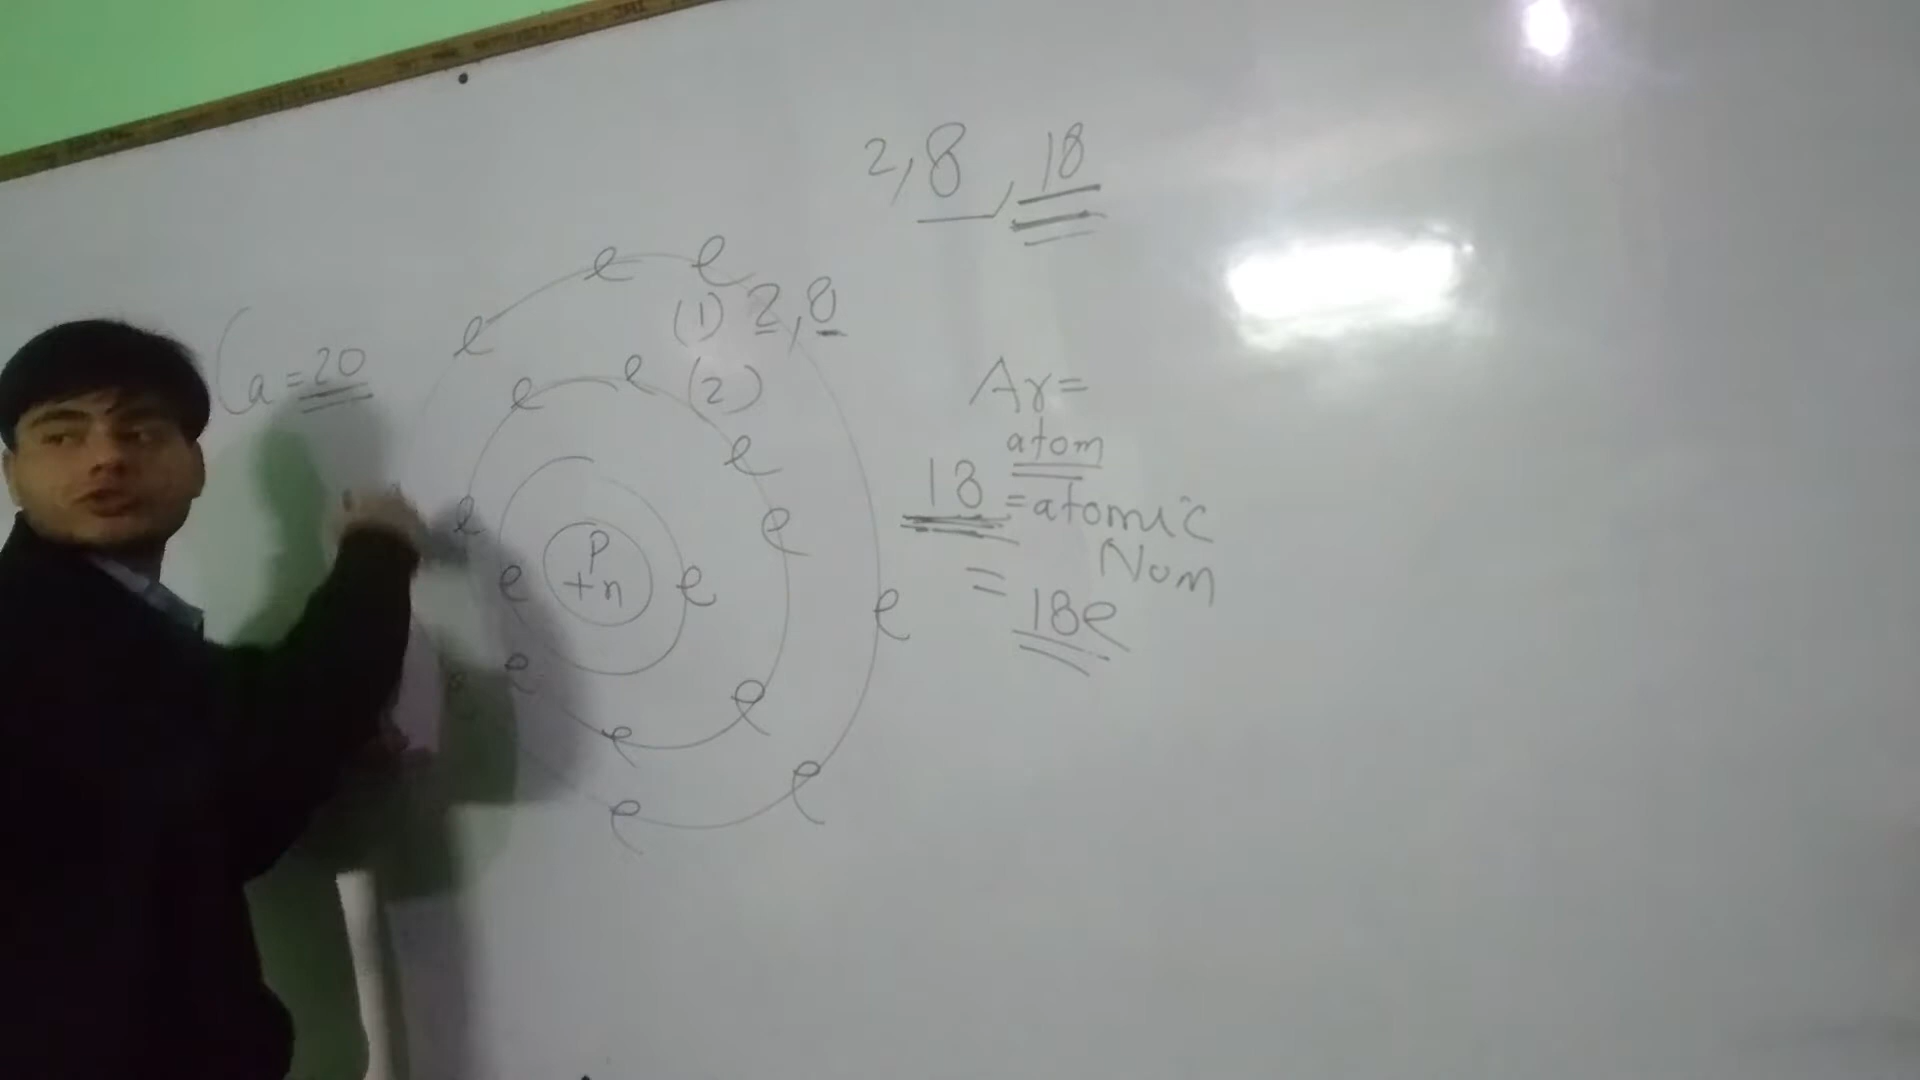 2,8,18
Ca=20
e e
e
(1) 2,8
e e (2)
e
e e
P
+n
e e
e
e
e
e
e
e
Ar=
atom
18 =atomic
Num
= 18e